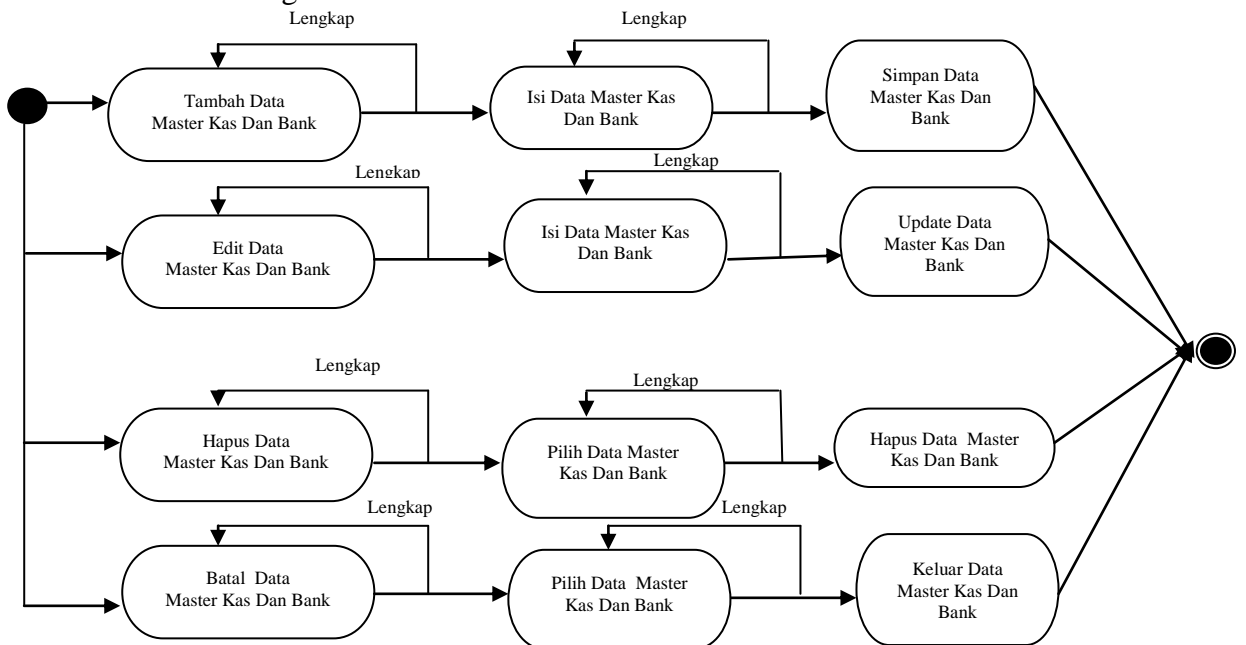 Lengkap
Lengkap
Tambah Data
Master Kas Dan Bank
Isi Data Master Kas
Dan Bank
Simpan Data
Master Kas Dan
Bank
Lengkap
Lengkap
Edit Data
Master Kas Dan Bank
Isi Data Master Kas
Dan Bank
Update Data
Master Kas Dan
Bank
Lengkap
Lengkap
Hapus Data
Master Kas Dan Bank
Pilih Data Master
Kas Dan Bank
Hapus Data Master
Kas Dan Bank
Lengkap
Lengkap
Batal Data
Master Kas Dan Bank
Pilih Data Master
Kas Dan Bank
Keluar Data
Master Kas Dan
Bank